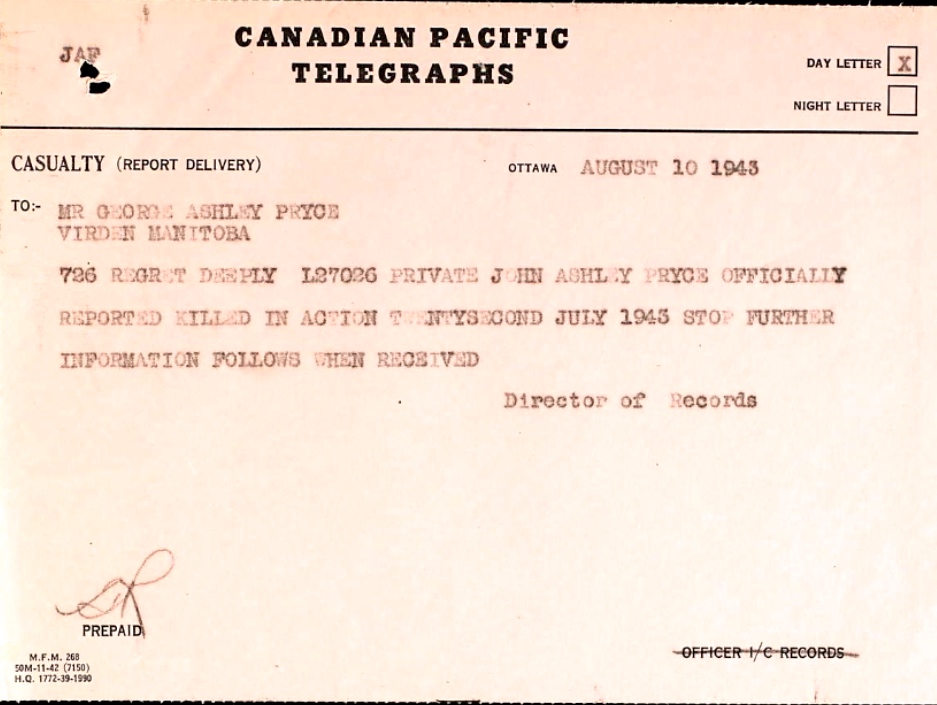 JAF
CANADIAN PACIFIC
TELEGRAPHS
DAY LETTER X
NIGHT LETTER
CASUALTY (REPORT DELIVERY)
OTTAWA AUGUST 10 1943
TO:- MR GEORGE ASHLEY PRYCE
VIRDEN MANITOBA
726 REGRET DEEPLY L27026 PRIVATE JOHN ASHLEY PRYCE OFFICIALLY
REPORTED KILLED IN ACTION TWENTYSECOND JULY 1943 STOP FURTHER
INFORMATION FOLLOWS WHEN RECEIVED
Director of Records
PREPAID
OFFICER I/C RECORDS
M.F.M. 268
50M-11-42 (7150)
H.Q. 1772-39-1990